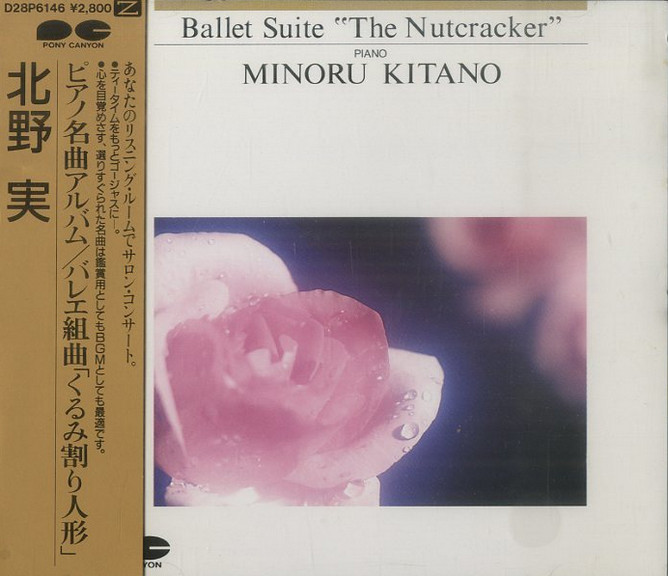 D28P6146 ¥2,800 Z
PONY CANYON
あなたのリスニング・ルームでサロン・コンサート。
●ティータイムをもっとゴージャスに—。
●心を目覚めさす、選りすぐられた名曲は鑑賞用としてもBGMとしても最適です。
ピアノ名曲アルバム/バレエ組曲「くるみ割り人形」
北野 実
Ballet Suite “The Nutcracker”
PIANO
MINORU KITANO
YON